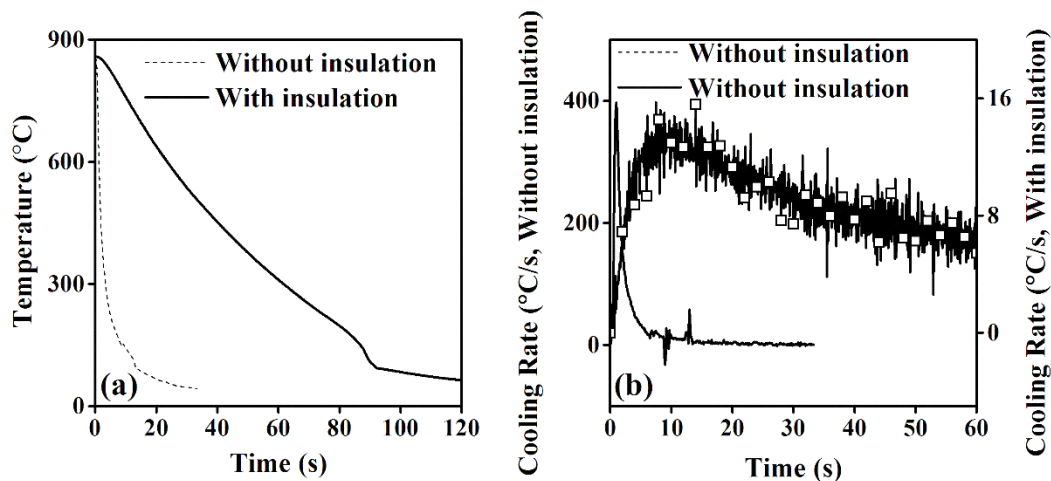 Temperature (°C)
900
600
300
0
Without insulation
With insulation
(a)
0
20
40
60
80
100
120
Time (s)
Cooling Rate (°C/s, Without insulation)
400
200
0
Without insulation
Without insulation
(b)
0
10
20
30
40
50
60
Time (s)
16
8
0
Cooling Rate (°C/s, With insulation)